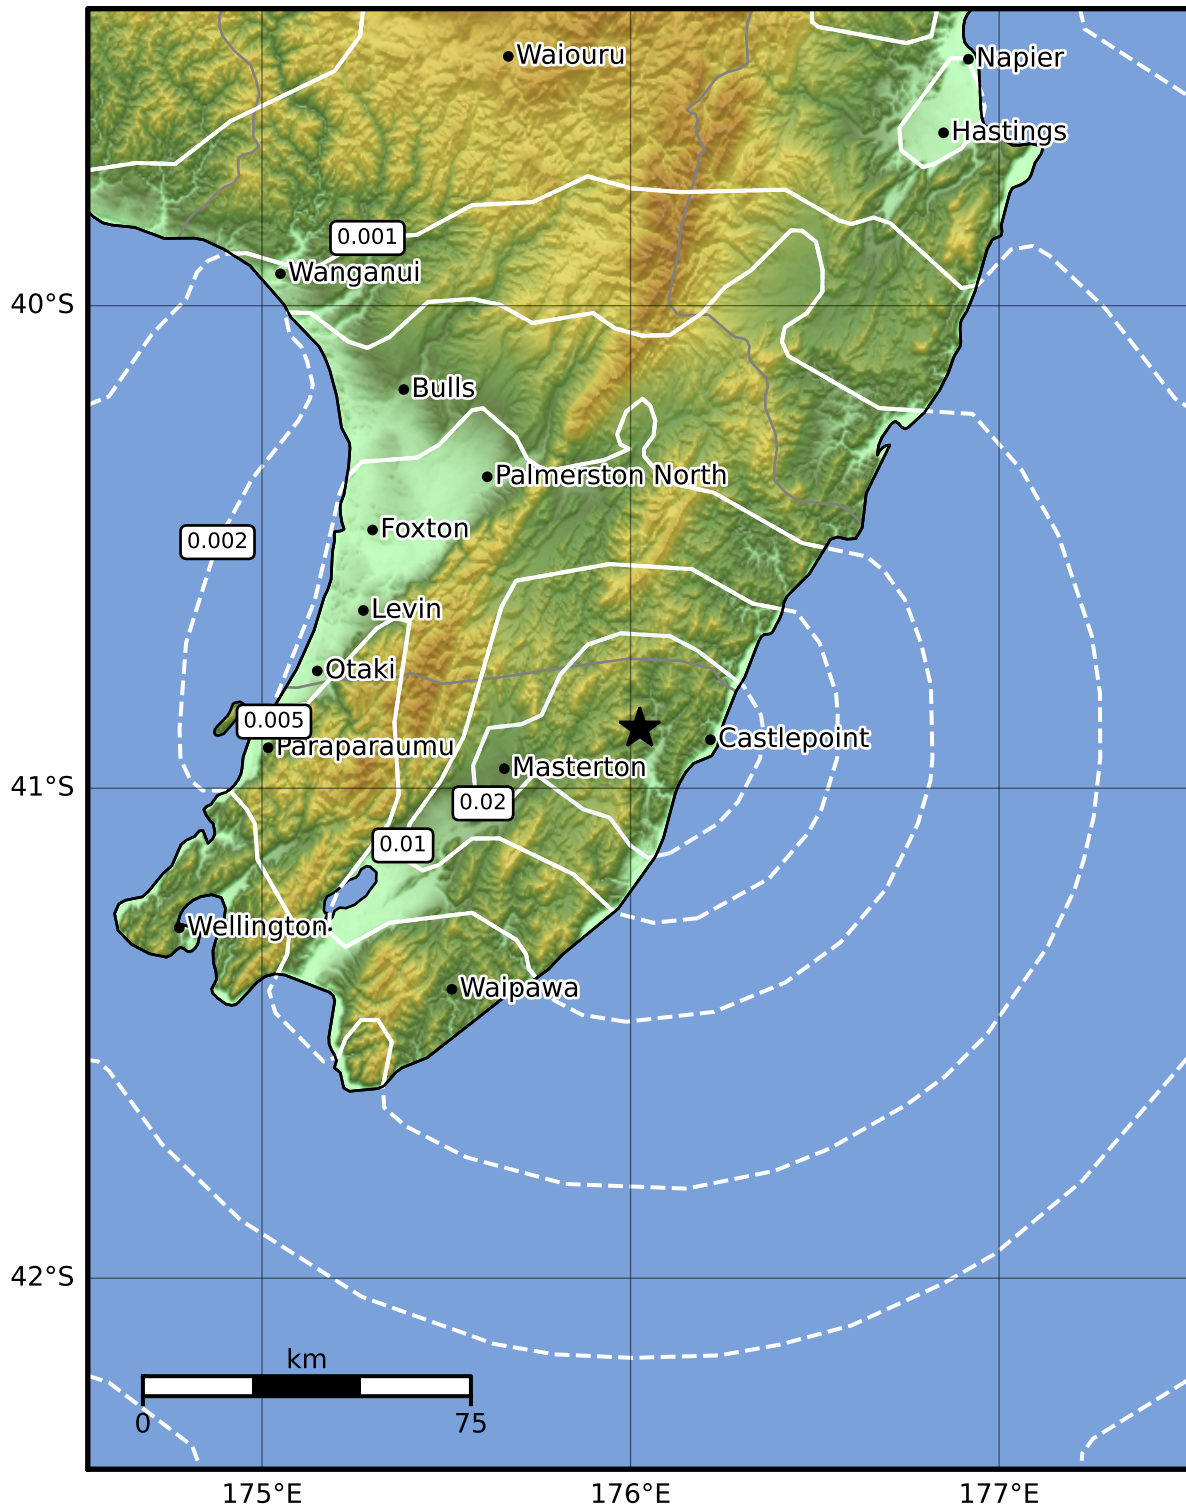 Waiouru
Napier
Hastings
0.001
Wanganui
40°S
Bulls
Palmerston North
Foxton
0.002
Levin
Otaki
0.005
Paraparaumu
Castlepoint
Masterton
41°S
0.02
0.01
Wellington
Waipawa
42°S
km
0
75
175°E
176°E
177°E